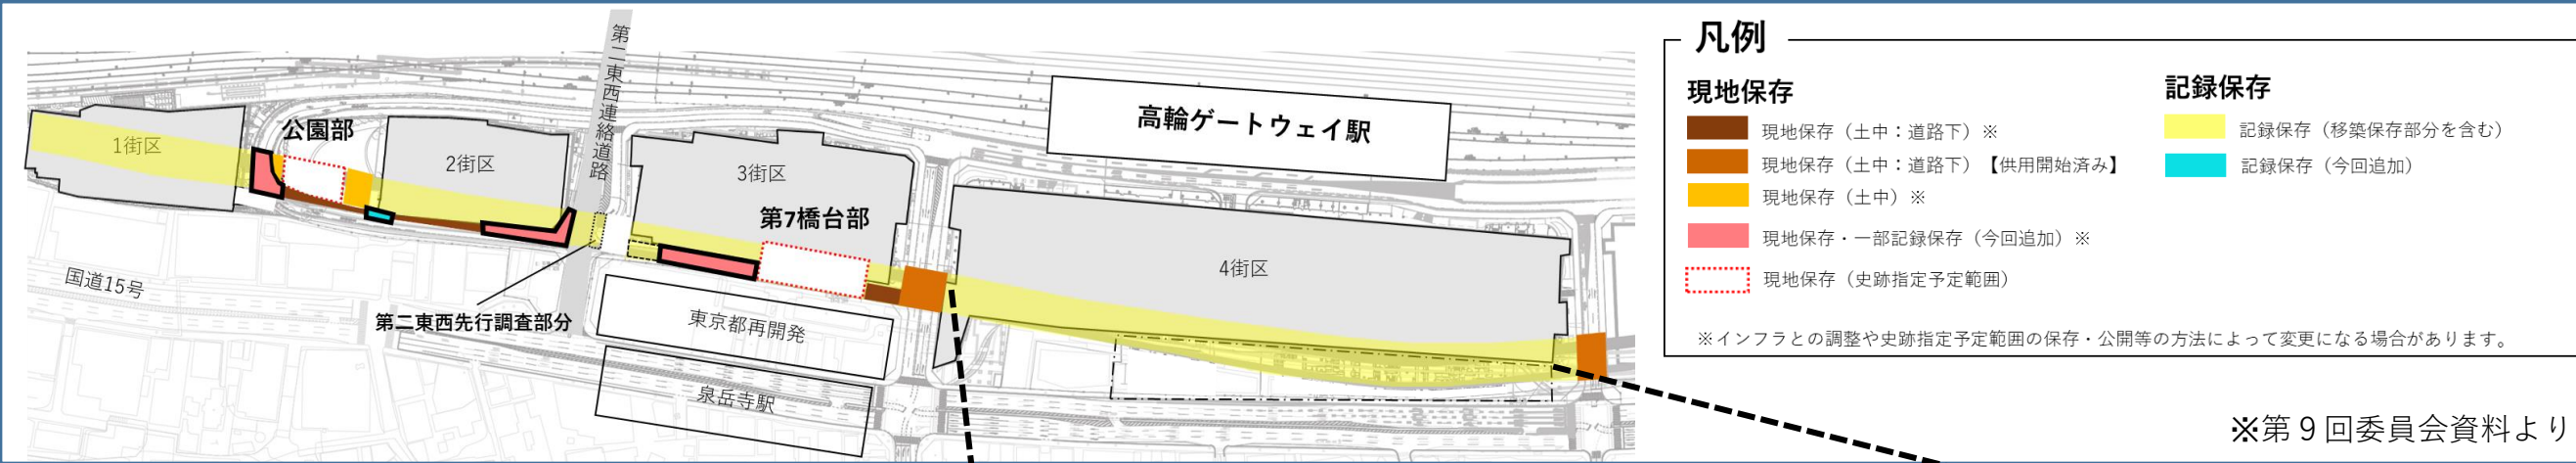 第二東西連絡道路
高輪ゲートウェイ駅
公園部
1街区
2街区
3街区
第7橋台部
4街区
国道15号
第二東西先行調査部分
東京都再開発
泉岳寺駅
凡例
現地保存
現地保存（土中：道路下）※
現地保存（土中：道路下）【供用開始済み】
現地保存（土中）※
現地保存・一部記録保存（今回追加）※
現地保存（史跡指定予定範囲）
記録保存
記録保存（移築保存部分を含む）
記録保存（今回追加）
※インフラとの調整や史跡指定予定範囲の保存・公開等の方法によって変更になる場合があります。
※第９回委員会資料より